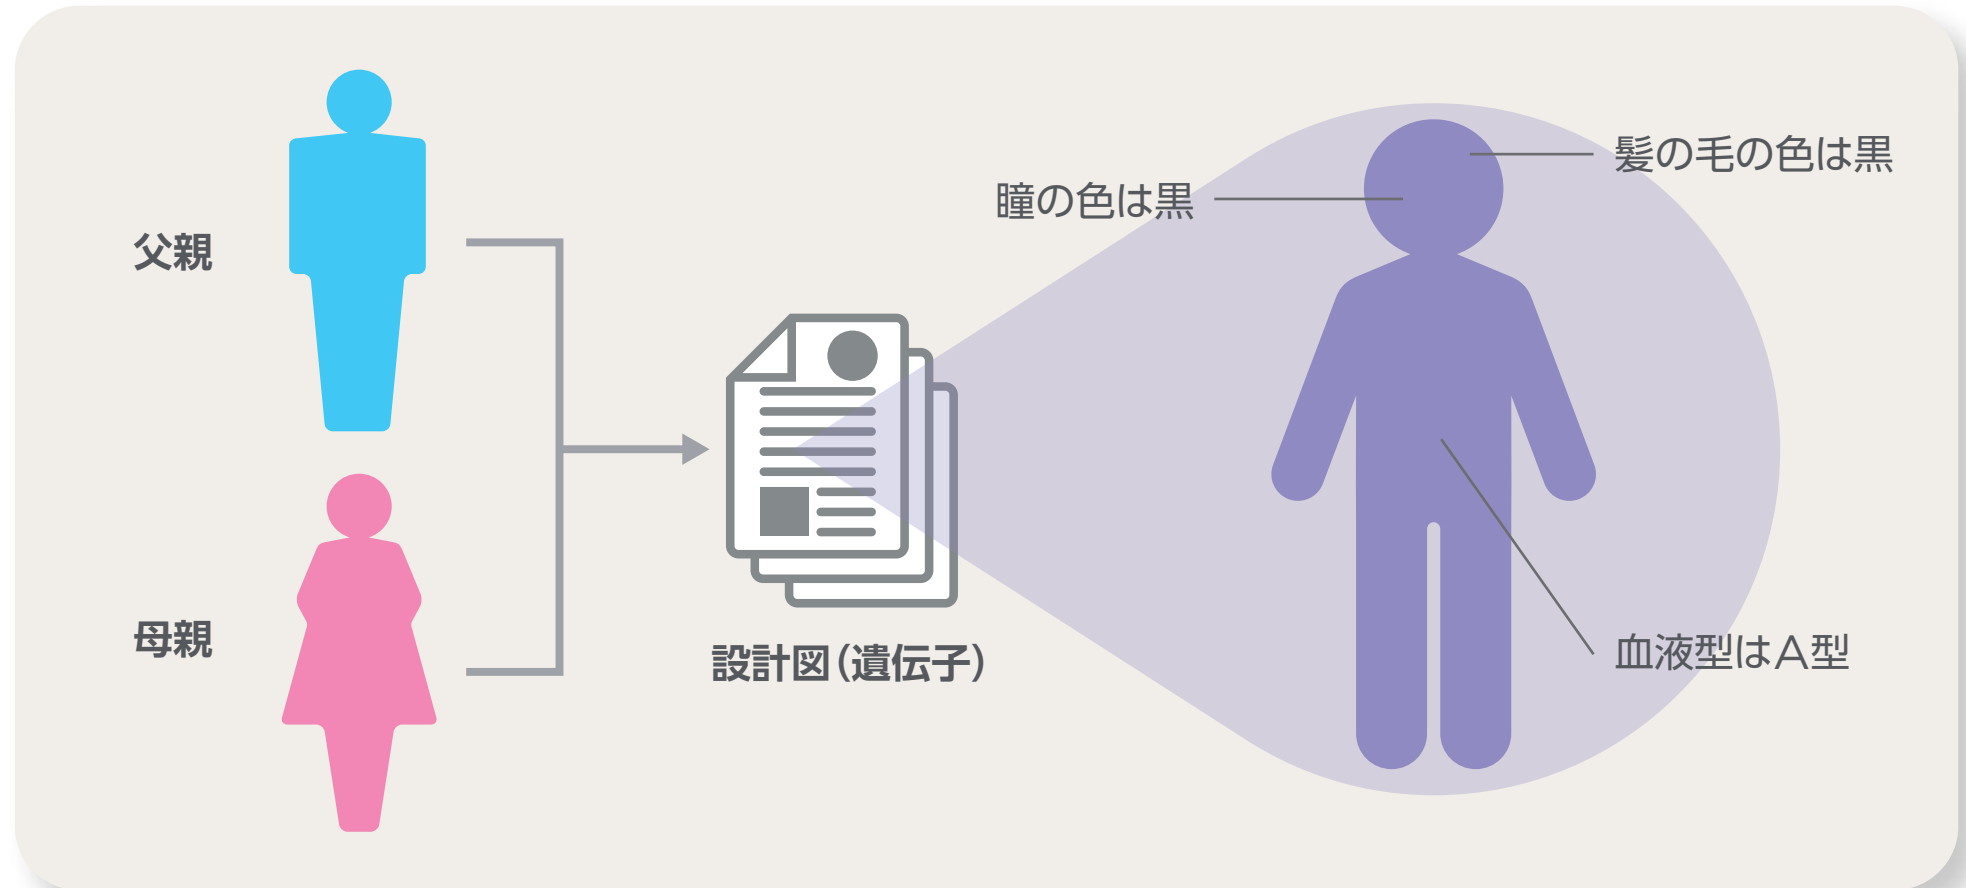 父親
母親
設計図(遺伝子)
瞳の色は黒
髪の毛の色は黒
血液型はA型